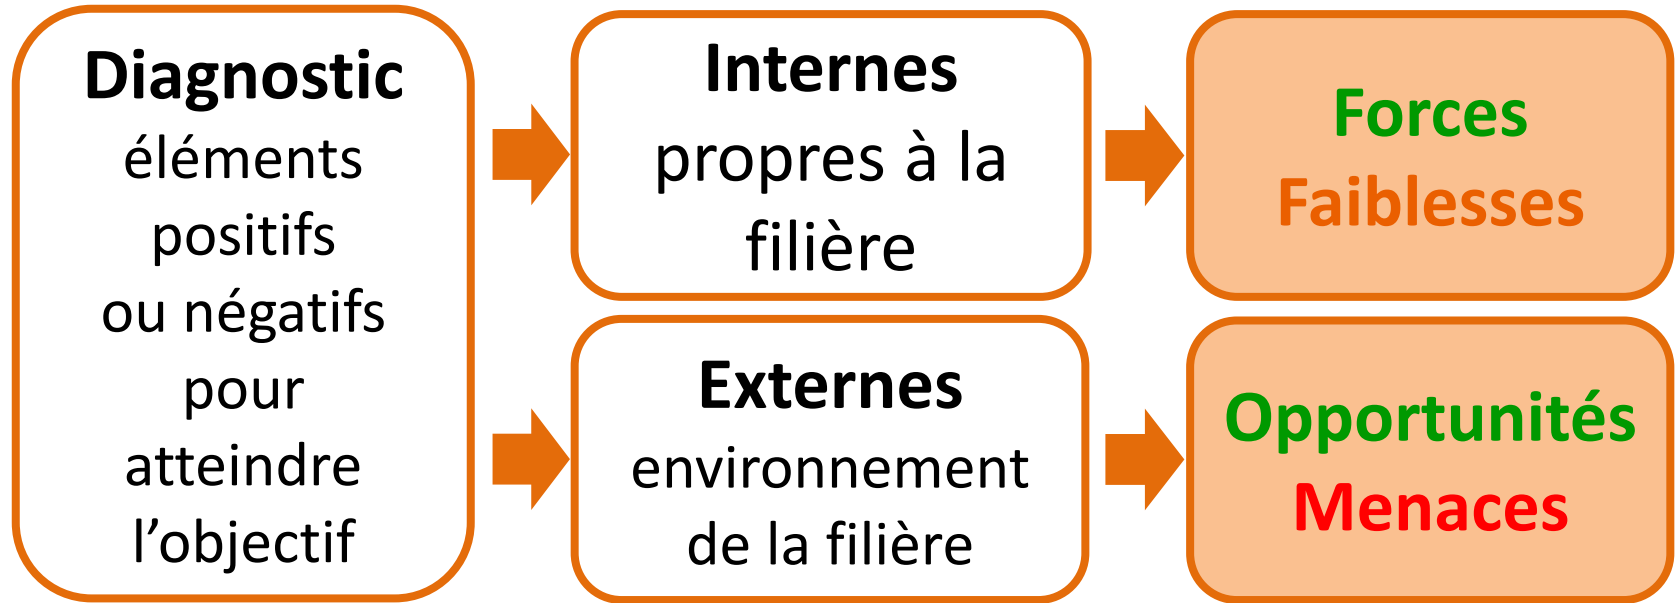 Diagnostic
éléments
positifs
ou négatifs
pour
atteindre
l’objectif
Internes
propres à la
filière
Forces
Faiblesses
Externes
environnement
de la filière
Opportunités
Menaces